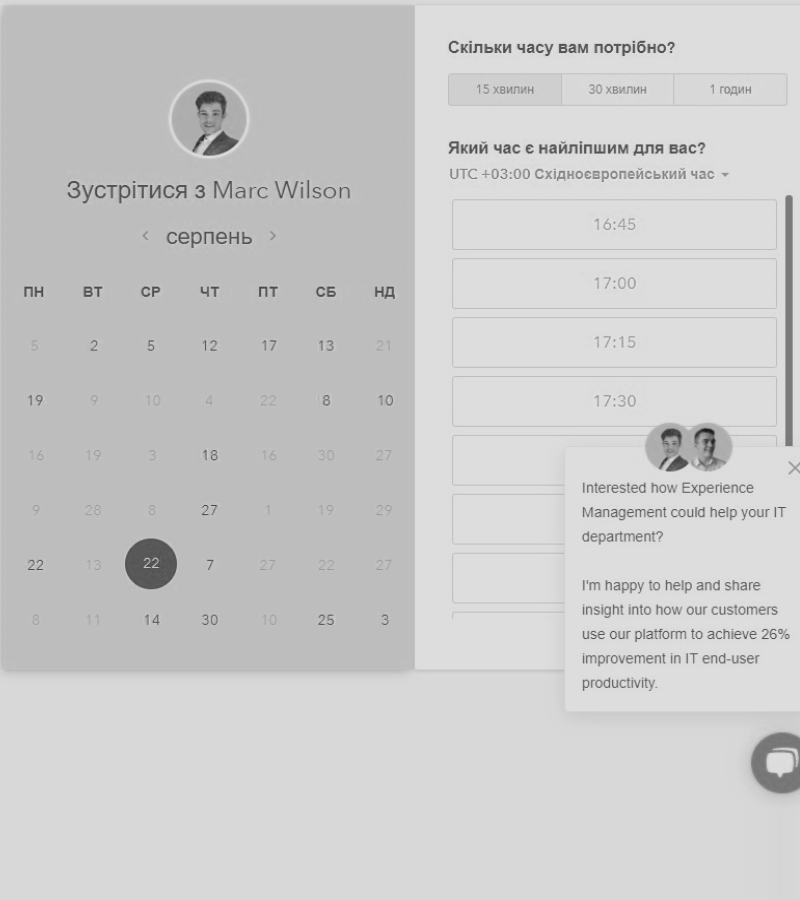 Зустрітися з Marc Wilson
серпень
ПН ВТ СР ЧТ ПТ СБ НД
5 2 5 12 17 13 21
19 9 10 4 22 8 10
16 19 3 18 16 30 27
9 28 8 27 1 19 29
22 13 22 7 27 22 27
8 11 14 30 10 25 3
Скільки часу вам потрібно?
15 хвилин 30 хвилин 1 годин
Який час є найліпшим для вас?
UTC +03:00 Східноєвропейський час
16:45
17:00
17:15
17:30
Interested how Experience
Management could help your IT
department?
I'm happy to help and share
insight into how our customers
use our platform to achieve 26%
improvement in IT end-user
productivity.